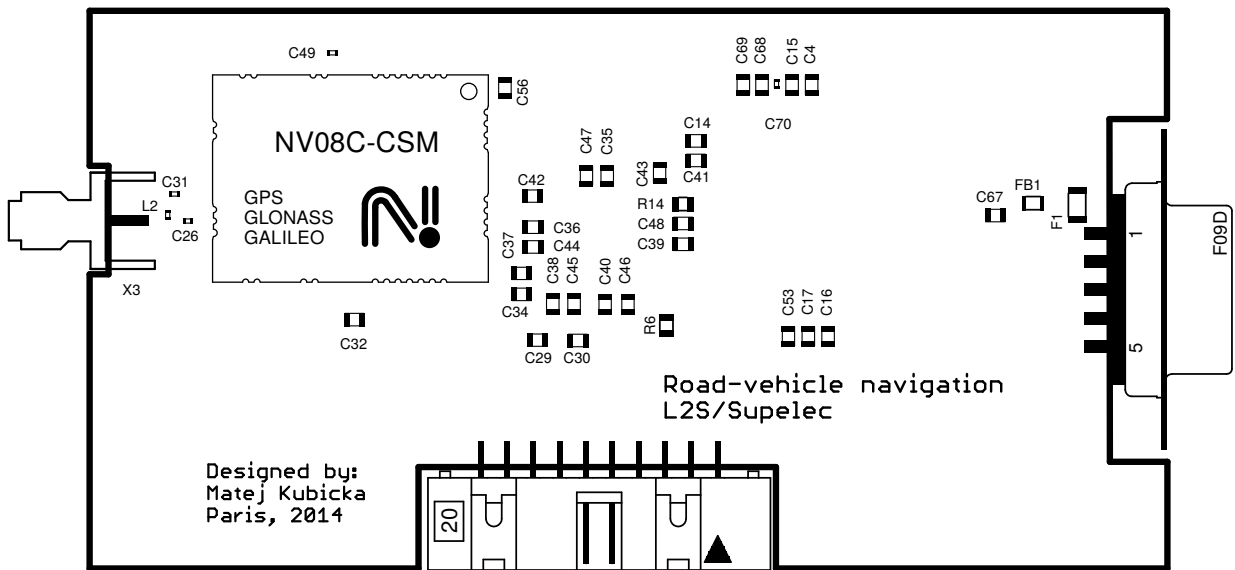 C49
C69
C68
C15
C4
C56
C70
NV08C-CSM
C14
C47
C35
C43
C41
C31
GPS
GLONASS
GALILEO
C42
R14
C67
FB1
F1
F09D
L2
C26
C36
C48
1
C37
C44
C39
X3
C38
C45
C40
C46
C34
R6
C53
C17
C16
C32
C29
C30
5
Road-vehicle navigation
L2S/Supelec
Designed by:
Matej Kubicka
Paris, 2014
20